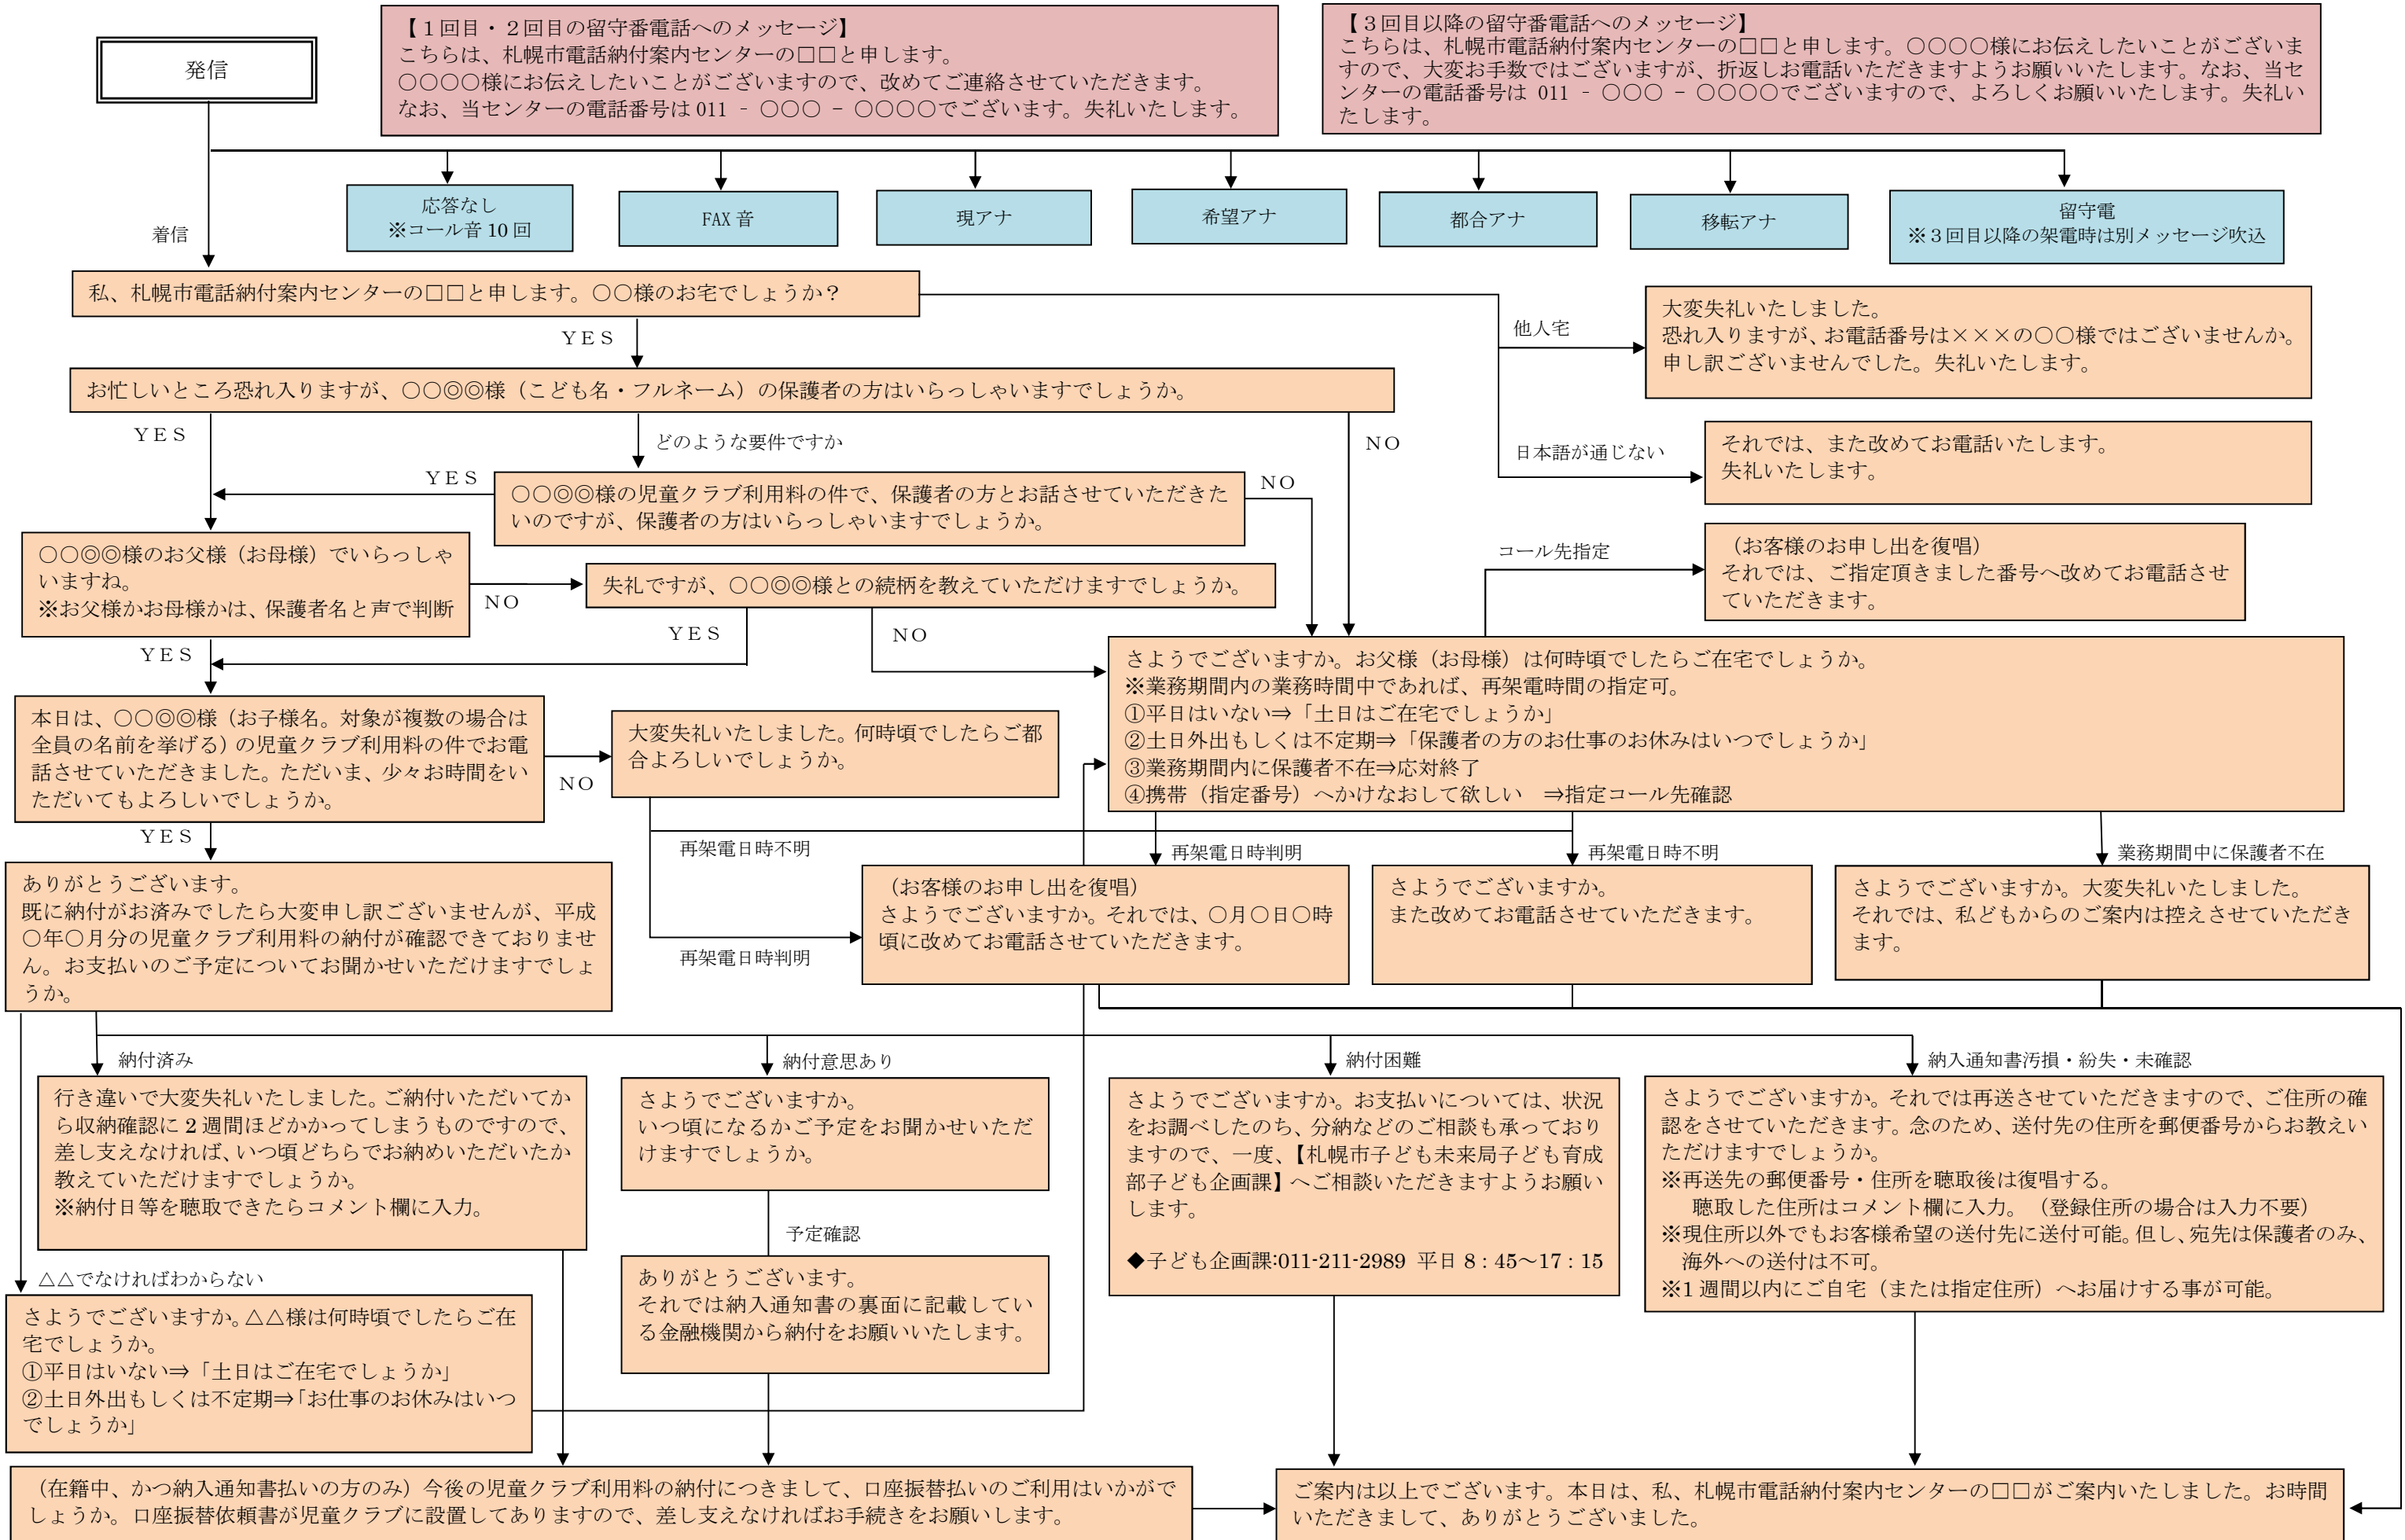 発信
【１回目・２回目の留守番電話へのメッセージ】
こちらは、札幌市電話納付案内センターの□□と申します。
○○○○様にお伝えしたいことがございますので、改めてご連絡させていただきます。
なお、当センターの電話番号は 011 － ○○○ － ○○○○でございます。失礼いたします。
【３回目以降の留守番電話へのメッセージ】
こちらは、札幌市電話納付案内センターの□□と申します。○○○○様にお伝えしたいことがございま
すので、大変お手数ではございますが、折返しお電話いただきますようお願いいたします。なお、当セ
ンターの電話番号は 011 － ○○○ － ○○○○でございますので、よろしくお願いいたします。失礼い
たします。
応答なし
※コール音 10 回
FAX 音
現アナ
希望アナ
都合アナ
移転アナ
留守電
※３回目以降の架電時は別メッセージ吹込
着信
私、札幌市電話納付案内センターの□□と申します。○○様のお宅でしょうか？
ＹＥＳ
他人宅
大変失礼いたしました。
恐れ入りますが、お電話番号は×××の○○様ではございませんか。
申し訳ございませんでした。失礼いたします。
お忙しいところ恐れ入りますが、○○◎◎様（こども名・フルネーム）の保護者の方はいらっしゃいますでしょうか。
ＹＥＳ
どのような要件ですか
ＮＯ
日本語が通じない
それでは、また改めてお電話いたします。
失礼いたします。
ＹＥＳ
○○◎◎様の児童クラブ利用料の件で、保護者の方とお話させていただきた
いのですが、保護者の方はいらっしゃいますでしょうか。
ＮＯ
○○◎◎様のお父様（お母様）でいらっしゃ
いますね。
※お父様かお母様かは、保護者名と声で判断
ＮＯ
失礼ですが、○○◎◎様との続柄を教えていただけますでしょうか。
コール先指定
（お客様のお申し出を復唱）
それでは、ご指定頂きました番号へ改めてお電話させ
ていただきます。
ＹＥＳ
ＹＥＳ
ＮＯ
さようでございますか。お父様（お母様）は何時頃でしたらご在宅でしょうか。
※業務期間内の業務時間中であれば、再架電時間の指定可。
①平日はいない⇒「土日はご在宅でしょうか」
②土日外出もしくは不定期⇒「保護者の方のお仕事のお休みはいつでしょうか」
③業務期間内に保護者不在⇒応対終了
④携帯（指定番号）へかけなおして欲しい　⇒指定コール先確認
本日は、○○◎◎様（お子様名。対象が複数の場合は
全員の名前を挙げる）の児童クラブ利用料の件でお電
話させていただきました。ただいま、少々お時間をい
ただいてもよろしいでしょうか。
ＮＯ
大変失礼いたしました。何時頃でしたらご都
合よろしいでしょうか。
ＹＥＳ
再架電日時不明
再架電日時判明
再架電日時不明
業務期間中に保護者不在
ありがとうございます。
既に納付がお済みでしたら大変申し訳ございませんが、平成
○年○月分の児童クラブ利用料の納付が確認できておりませ
ん。お支払いのご予定についてお聞かせいただけますでしょ
うか。
再架電日時判明
（お客様のお申し出を復唱）
さようでございますか。それでは、○月○日○時
頃に改めてお電話させていただきます。
さようでございますか。
また改めてお電話させていただきます。
さようでございますか。大変失礼いたしました。
それでは、私どもからのご案内は控えさせていただき
ます。
納付済み
納付意思あり
納付困難
納入通知書汚損・紛失・未確認
行き違いで大変失礼いたしました。ご納付いただいてか
ら収納確認に 2 週間ほどかかってしまうものですので、
差し支えなければ、いつ頃どちらでお納めいただいたか
教えていただけますでしょうか。
※納付日等を聴取できたらコメント欄に入力。
さようでございますか。
いつ頃になるかご予定をお聞かせいただ
けますでしょうか。
予定確認
ありがとうございます。
それでは納入通知書の裏面に記載してい
る金融機関から納付をお願いいたします。
さようでございますか。お支払いについては、状況
をお調べしたのち、分納などのご相談も承っており
ますので、一度、【札幌市子ども未来局子ども育成
部子ども企画課】へご相談いただきますようお願い
します。
◆子ども企画課:011-211-2989 平日 8：45～17：15
さようでございますか。それでは再送させていただきますので、ご住所の確
認をさせていただきます。念のため、送付先の住所を郵便番号からお教えい
ただけますでしょうか。
※再送先の郵便番号・住所を聴取後は復唱する。
聴取した住所はコメント欄に入力。（登録住所の場合は入力不要）
※現住所以外でもお客様希望の送付先に送付可能。但し、宛先は保護者のみ、
海外への送付は不可。
※1 週間以内にご自宅（または指定住所）へお届けする事が可能。
△△でなければわからない
さようでございますか。△△様は何時頃でしたらご在
宅でしょうか。
①平日はいない⇒「土日はご在宅でしょうか」
②土日外出もしくは不定期⇒「お仕事のお休みはいつ
でしょうか」
（在籍中、かつ納入通知書払いの方のみ）今後の児童クラブ利用料の納付につきまして、口座振替払いのご利用はいかがで
しょうか。口座振替依頼書が児童クラブに設置してありますので、差し支えなければお手続きをお願いします。
ご案内は以上でございます。本日は、私、札幌市電話納付案内センターの□□がご案内いたしました。お時間
いただきまして、ありがとうございました。